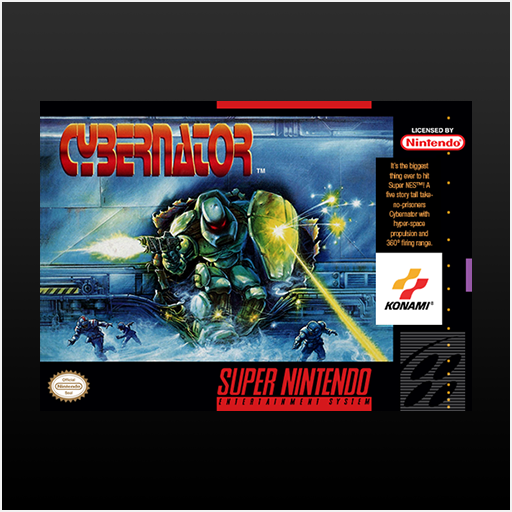 CYBERNATOR
TM
LICENSED BY
Nintendo®
It's the biggest
thing ever to hit
Super NES™! A
five story tall take-
no-prisoners
Cybernator with
hyper-space
propulsion and
360° firing range.
KONAMI®
Official
Nintendo
Seal
SUPER NINTENDO
ENTERTAINMENT SYSTEM